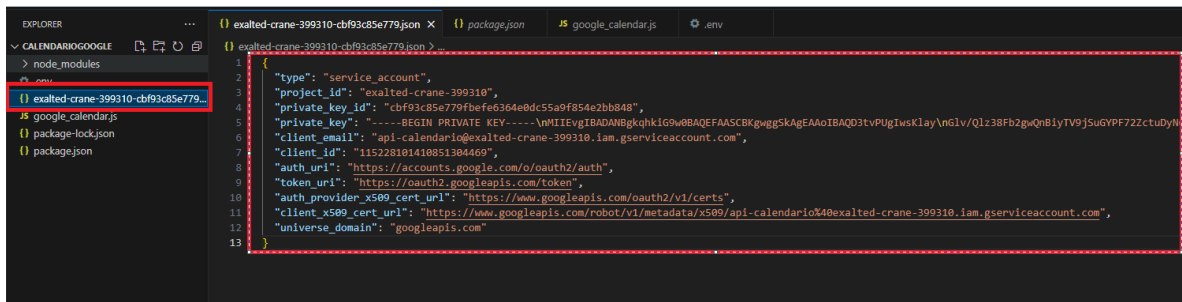 EXPLORER
···
exalted-crane-399310-cbf93c85e779.json
package.json
google_calendar.js
.env
CALENDARIOGOOGLE
node_modules
.env
exalted-crane-399310-cbf93c85e779...
google_calendar.js
package-lock.json
package.json
exalted-crane-399310-cbf93c85e779.json > ...
1 {
2 "type": "service_account",
3 "project_id": "exalted-crane-399310",
4 "private_key_id": "cbf93c85e779fbefe6364e0dc55a9f854e2bb848",
5 "private_key": "-----BEGIN PRIVATE KEY-----
6 "client_email": "api-calendario@exalted-crane-399310.iam.gserviceaccount.com",
7 "client_id": "115228101410851304469",
8 "auth_uri": "https://accounts.google.com/o/oauth2/auth",
9 "token_uri": "https://oauth2.googleapis.com/token",
10 "auth_provider_x509_cert_url": "https://www.googleapis.com/oauth2/v1/certs",
11 "client_x509_cert_url": "https://www.googleapis.com/robot/v1/metadata/x509/api-calendario%40exalted-crane-399310.iam.gserviceaccount.com",
12 "universe_domain": "googleapis.com"
13 }